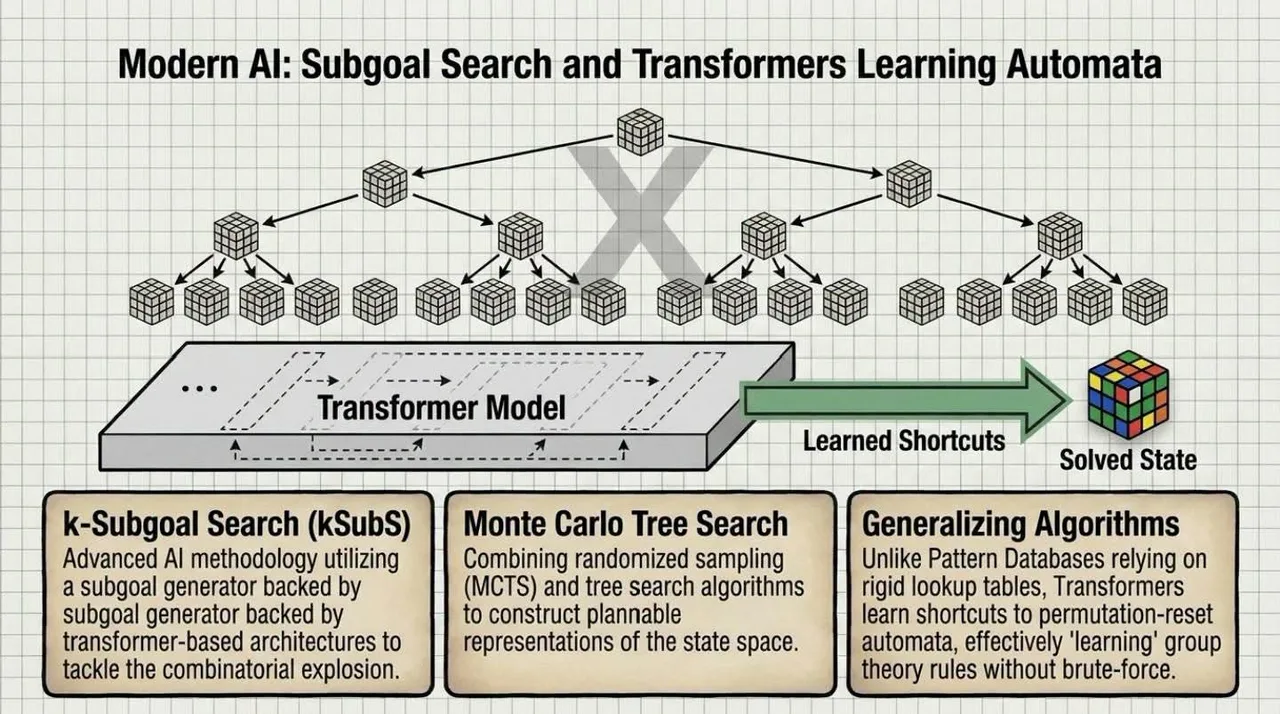 Modern AI: Subgoal Search and Transformers Learning Automata
X
...
Transformer Model
Learned Shortcuts
Solved State
k-Subgoal Search (kSubS)
Advanced AI methodology utilizing
a subgoal generator backed by
subgoal generator backed by
transformer-based architectures to
tackle the combinatorial explosion.
Monte Carlo Tree Search
Combining randomized sampling
(MCTS) and tree search algorithms
to construct plannable
representations of the state space.
Generalizing Algorithms
Unlike Pattern Databases relying on
rigid lookup tables, Transformers
learn shortcuts to permutation-reset
automata, effectively 'learning' group
theory rules without brute-force.